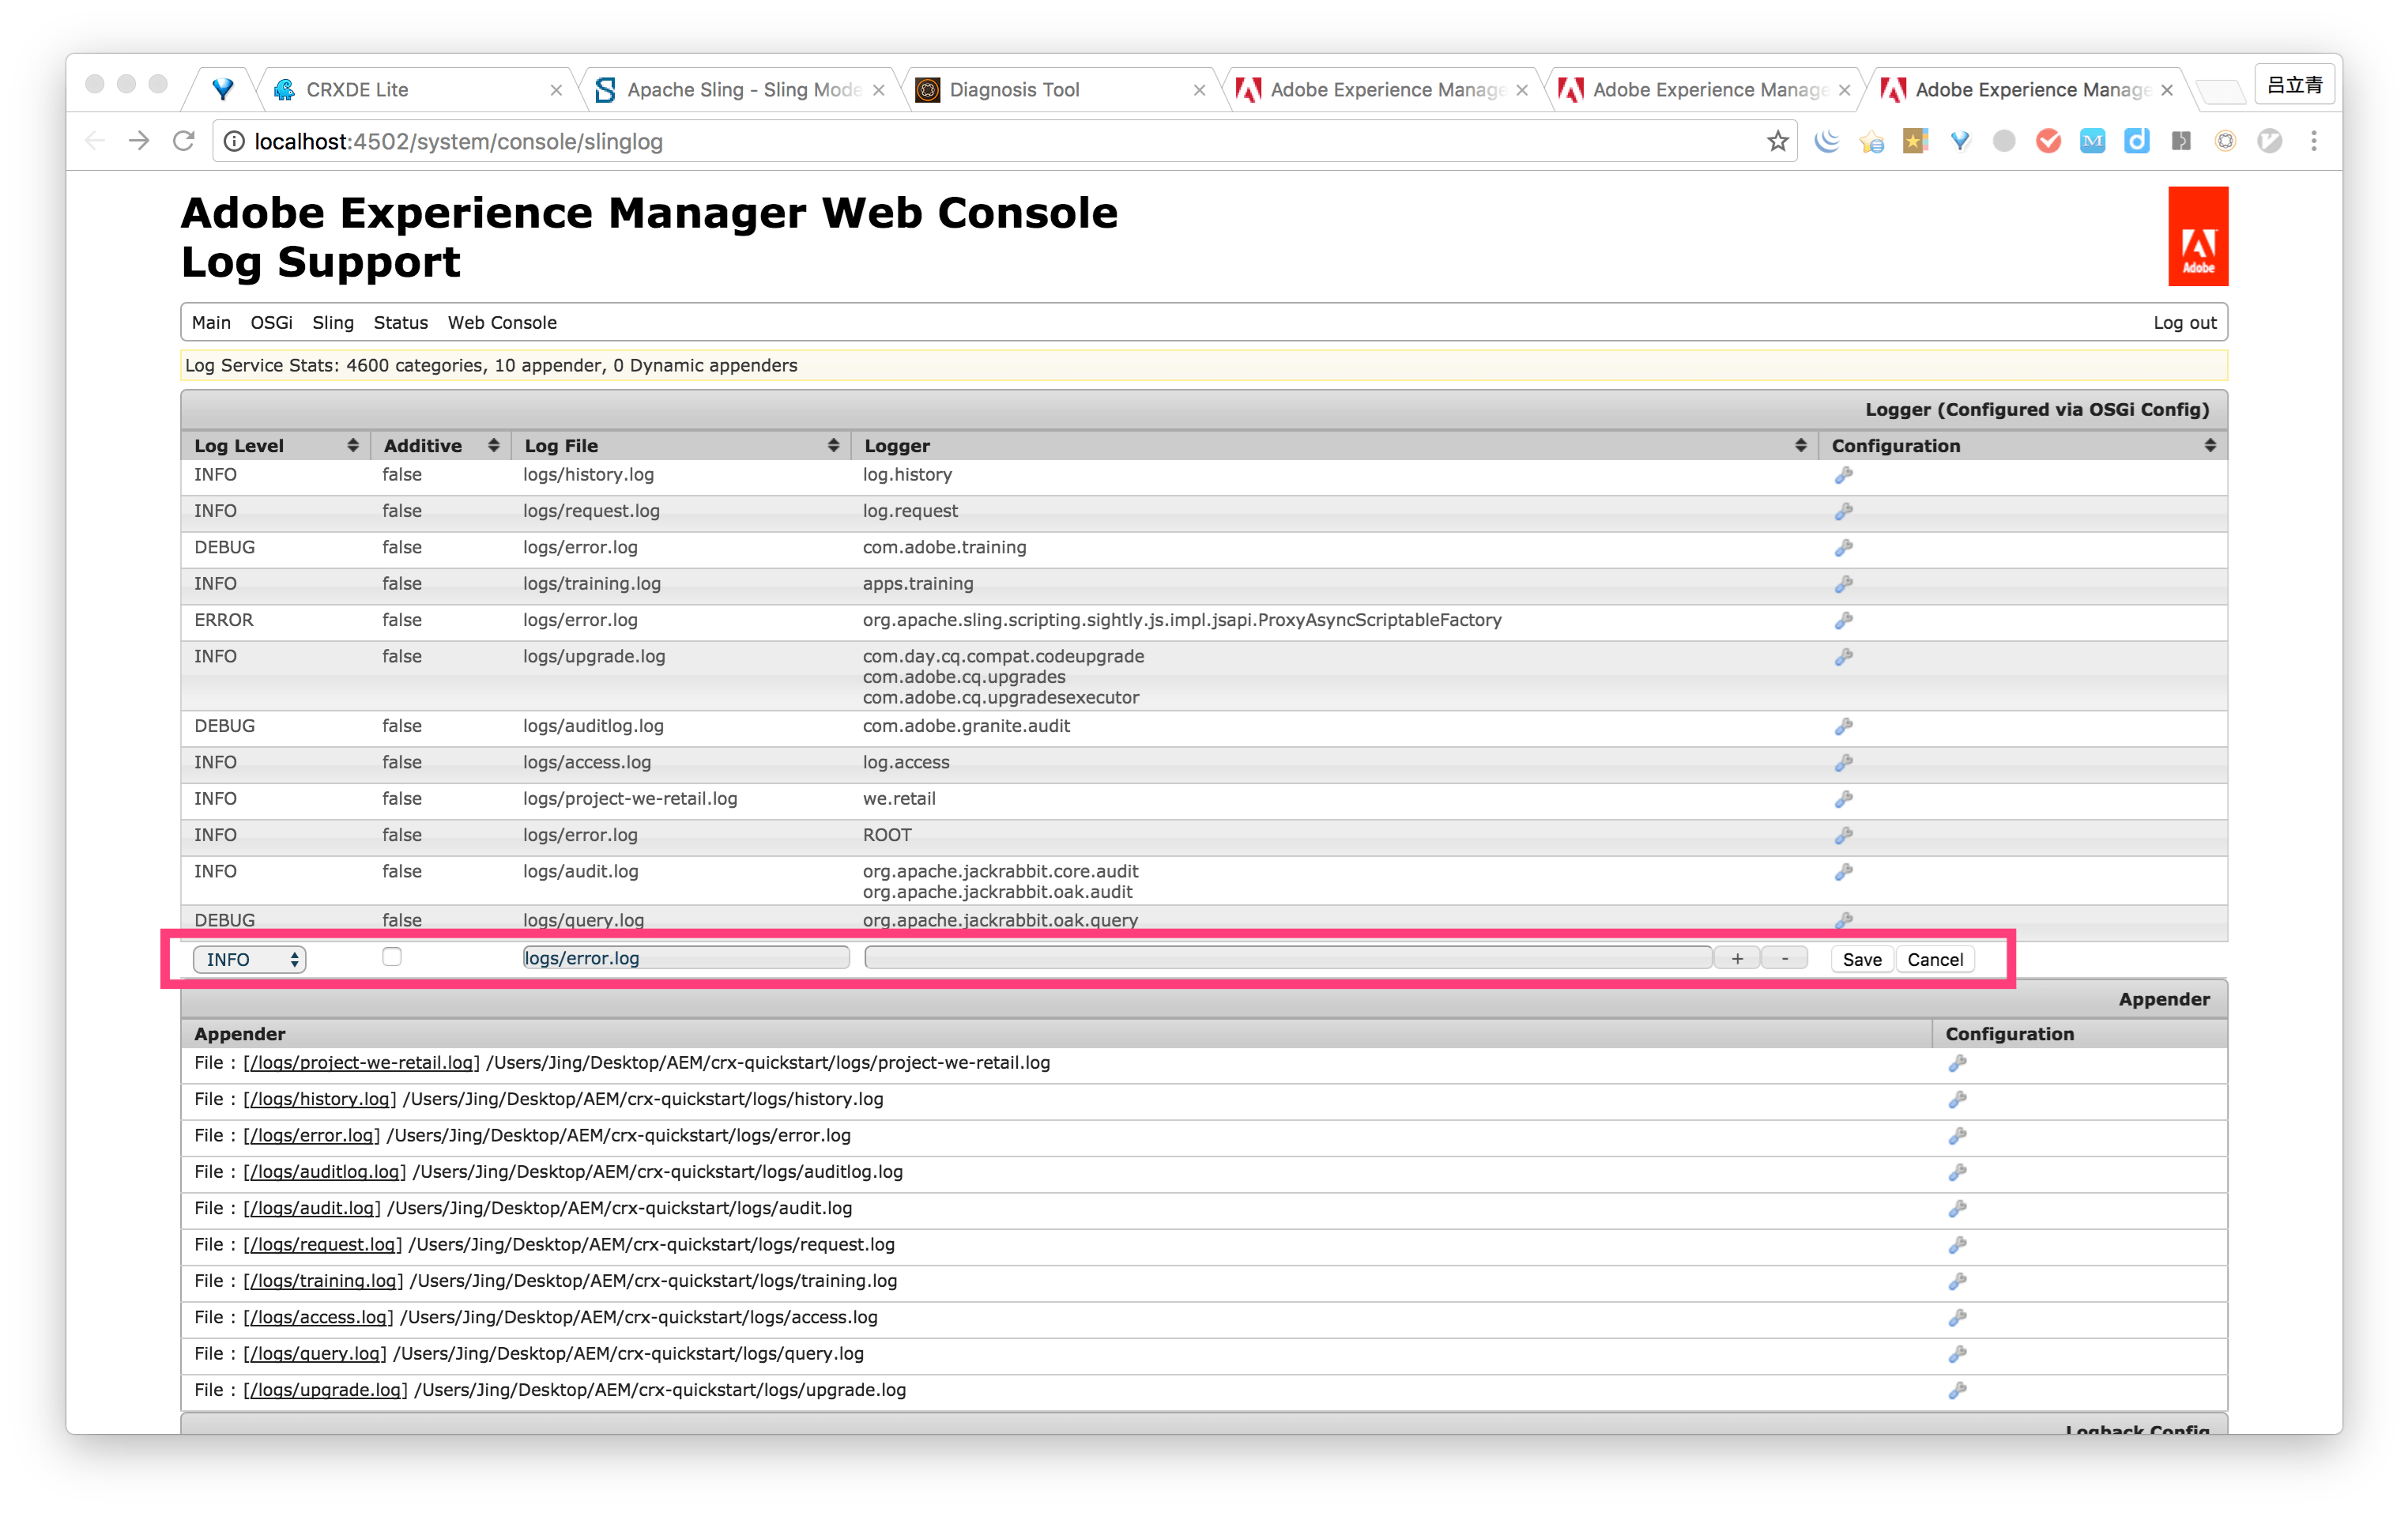 CRXDE Lite
Apache Sling - Sling Mode
Diagnosis Tool
Adobe Experience Manage
Adobe Experience Manage
Adobe Experience Manage
吕立青
localhost:4502/system/console/slinglog
Adobe Experience Manager Web Console
Log Support
Adobe
Main OSGi Sling Status Web Console Log out
Log Service Stats: 4600 categories, 10 appender, 0 Dynamic appenders
Logger (Configured via OSGi Config)
Log Level Additive Log File Logger Configuration
INFO false logs/history.log log.history
INFO false logs/request.log log.request
DEBUG false logs/error.log com.adobe.training
INFO false logs/training.log apps.training
ERROR false logs/error.log org.apache.sling.scripting.sightly.js.impl.jsapi.ProxyAsyncScriptableFactory
INFO false logs/upgrade.log com.day.cq.compat.codeupgrade
com.adobe.cq.upgrades
com.adobe.cq.upgradesexecutor
DEBUG false logs/auditlog.log com.adobe.granite.audit
INFO false logs/access.log log.access
INFO false logs/project-we-retail.log we.retail
INFO false logs/error.log ROOT
INFO false logs/audit.log org.apache.jackrabbit.core.audit
org.apache.jackrabbit.oak.audit
DEBUG false logs/query.log org.apache.jackrabbit.oak.query
INFO logs/error.log + - Save Cancel
Appender
Appender Configuration
File : [/logs/project-we-retail.log] /Users/Jing/Desktop/AEM/crx-quickstart/logs/project-we-retail.log
File : [/logs/history.log] /Users/Jing/Desktop/AEM/crx-quickstart/logs/history.log
File : [/logs/error.log] /Users/Jing/Desktop/AEM/crx-quickstart/logs/error.log
File : [/logs/auditlog.log] /Users/Jing/Desktop/AEM/crx-quickstart/logs/auditlog.log
File : [/logs/audit.log] /Users/Jing/Desktop/AEM/crx-quickstart/logs/audit.log
File : [/logs/request.log] /Users/Jing/Desktop/AEM/crx-quickstart/logs/request.log
File : [/logs/training.log] /Users/Jing/Desktop/AEM/crx-quickstart/logs/training.log
File : [/logs/access.log] /Users/Jing/Desktop/AEM/crx-quickstart/logs/access.log
File : [/logs/query.log] /Users/Jing/Desktop/AEM/crx-quickstart/logs/query.log
File : [/logs/upgrade.log] /Users/Jing/Desktop/AEM/crx-quickstart/logs/upgrade.log
Logback Config